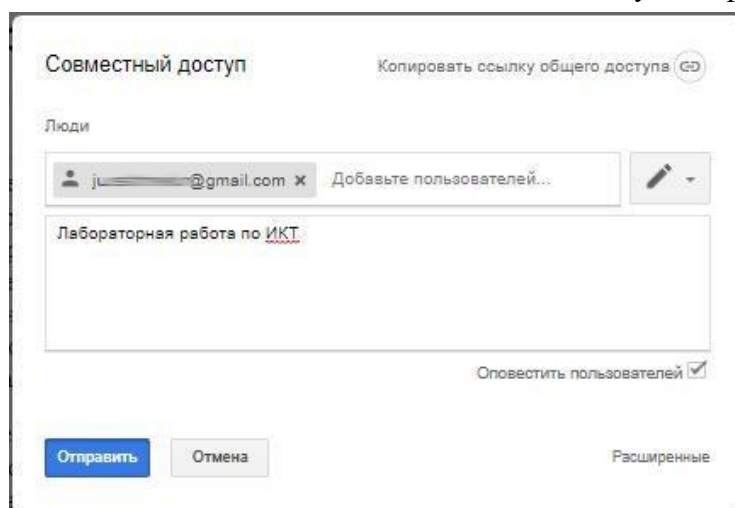 Совместный доступ
Копировать ссылку общего доступа
Люди
@gmail.com × Добавьте пользователей...
Лабораторная работа по ИКТ
Оповестить пользователей
Отправить Отмена Расширенные